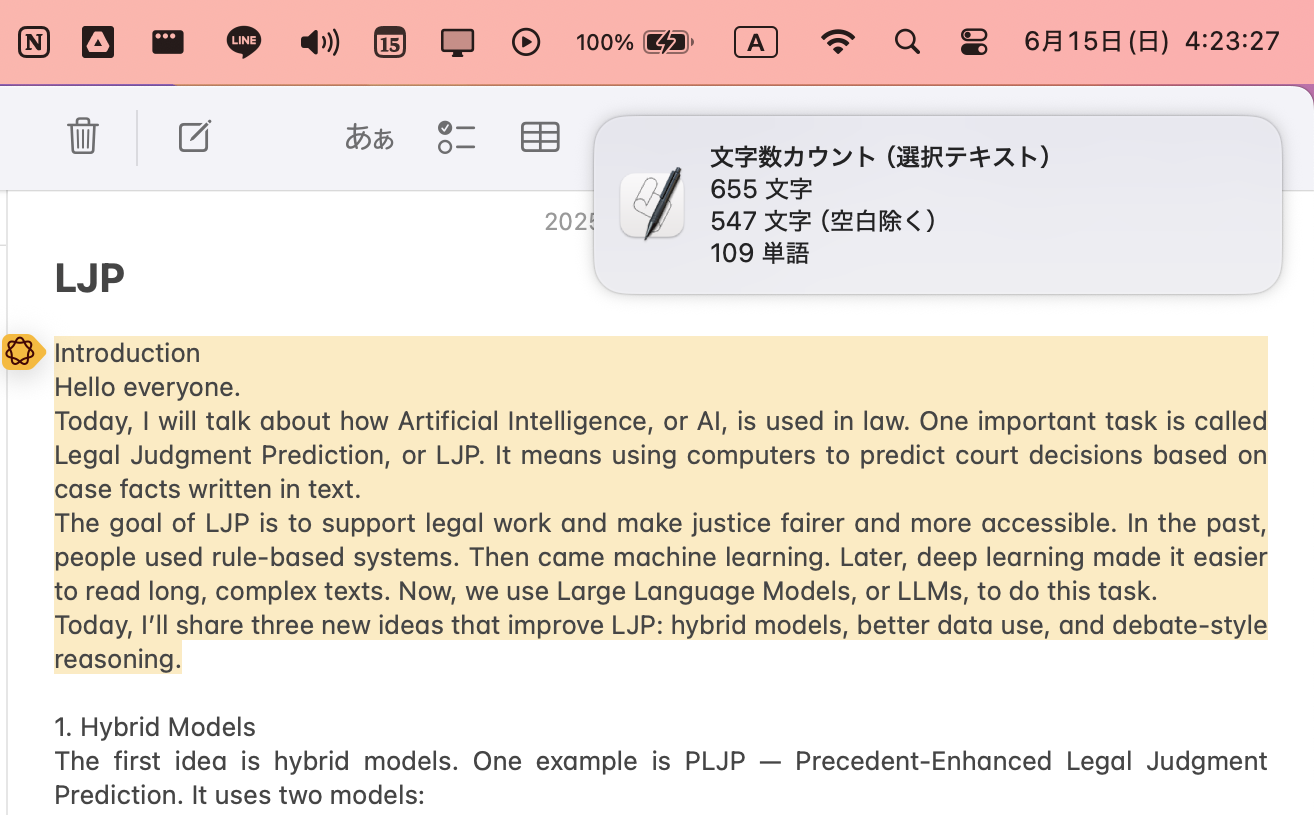 N
LINE
15
100%
A
6月15日(日) 4:23:27
あぁ
文字数カウント（選択テキスト）
655 文字
547 文字（空白除く）
109 単語
2025
LJP
Introduction
Hello everyone.
Today, I will talk about how Artificial Intelligence, or AI, is used in law. One important task is called
Legal Judgment Prediction, or LJP. It means using computers to predict court decisions based on
case facts written in text.
The goal of LJP is to support legal work and make justice fairer and more accessible. In the past,
people used rule-based systems. Then came machine learning. Later, deep learning made it easier
to read long, complex texts. Now, we use Large Language Models, or LLMs, to do this task.
Today, I’ll share three new ideas that improve LJP: hybrid models, better data use, and debate-style
reasoning.
1. Hybrid Models
The first idea is hybrid models. One example is PLJP — Precedent-Enhanced Legal Judgment
Prediction. It uses two models: